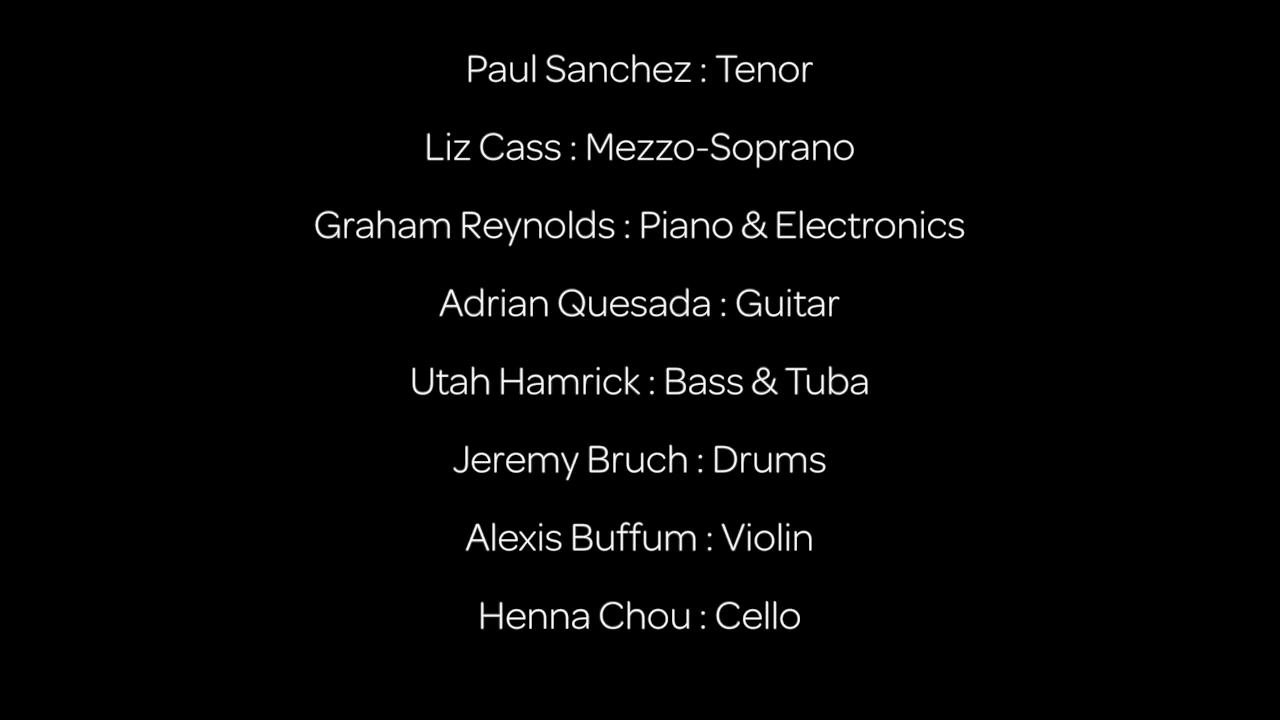 Paul Sanchez : Tenor
Liz Cass : Mezzo-Soprano
Graham Reynolds : Piano & Electronics
Adrian Quesada : Guitar
Utah Hamrick : Bass & Tuba
Jeremy Bruch : Drums
Alexis Buffum : Violin
Henna Chou : Cello